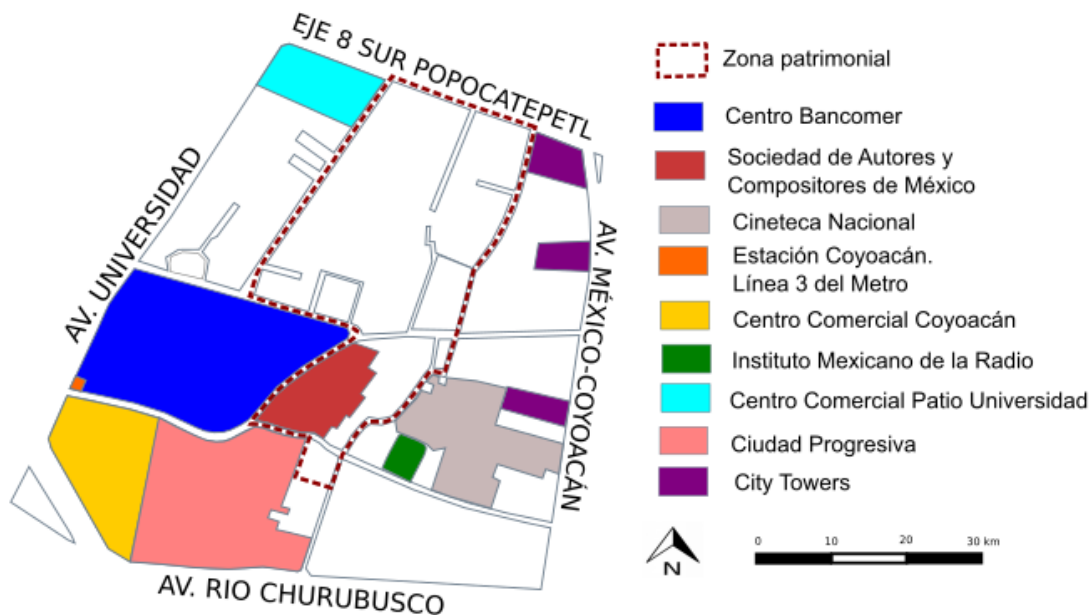 EJE 8 SUR POPOCATEPETL
AV. UNIVERSIDAD
AV. MÉXICO-COYOACÁN
AV. RIO CHURUBUSCO
Zona patrimonial
Centro Bancomer
Sociedad de Autores y
Compositores de México
Cineteca Nacional
Estación Coyoacán.
Línea 3 del Metro
Centro Comercial Coyoacán
Instituto Mexicano de la Radio
Centro Comercial Patio Universidad
Ciudad Progresiva
City Towers
N
0 10 20 30 km